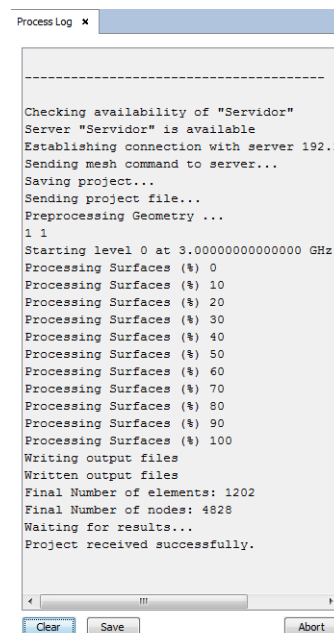 Process Log
-------------------------------------
Checking availability of "Servidor"
Server "Servidor" is available
Establishing connection with server 192.
Sending mesh command to server...
Saving project...
Sending project file...
Preprocessing Geometry ...
1 1
Starting level 0 at 3.00000000000000 GHz
Processing Surfaces (%) 0
Processing Surfaces (%) 10
Processing Surfaces (%) 20
Processing Surfaces (%) 30
Processing Surfaces (%) 40
Processing Surfaces (%) 50
Processing Surfaces (%) 60
Processing Surfaces (%) 70
Processing Surfaces (%) 80
Processing Surfaces (%) 90
Processing Surfaces (%) 100
Writing output files
Written output files
Final Number of elements: 1202
Final Number of nodes: 4828
Waiting for results...
Project received successfully.
Clear Save Abort